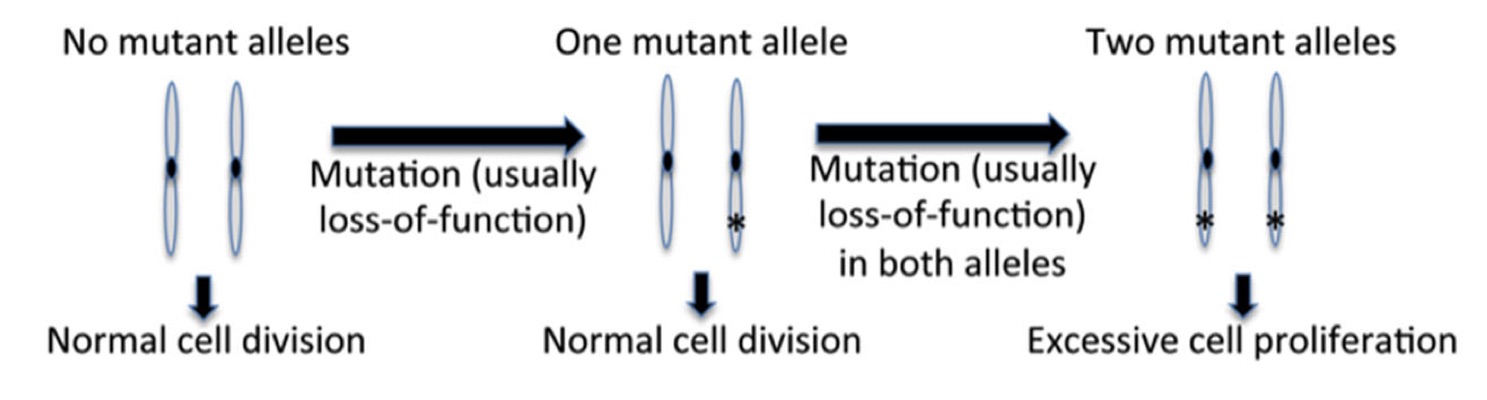 No mutant alleles
One mutant allele
Two mutant alleles
Mutation (usually
loss-of-function)
Mutation (usually
loss-of-function)
in both alleles
*
* *
Normal cell division
Normal cell division
Excessive cell proliferation